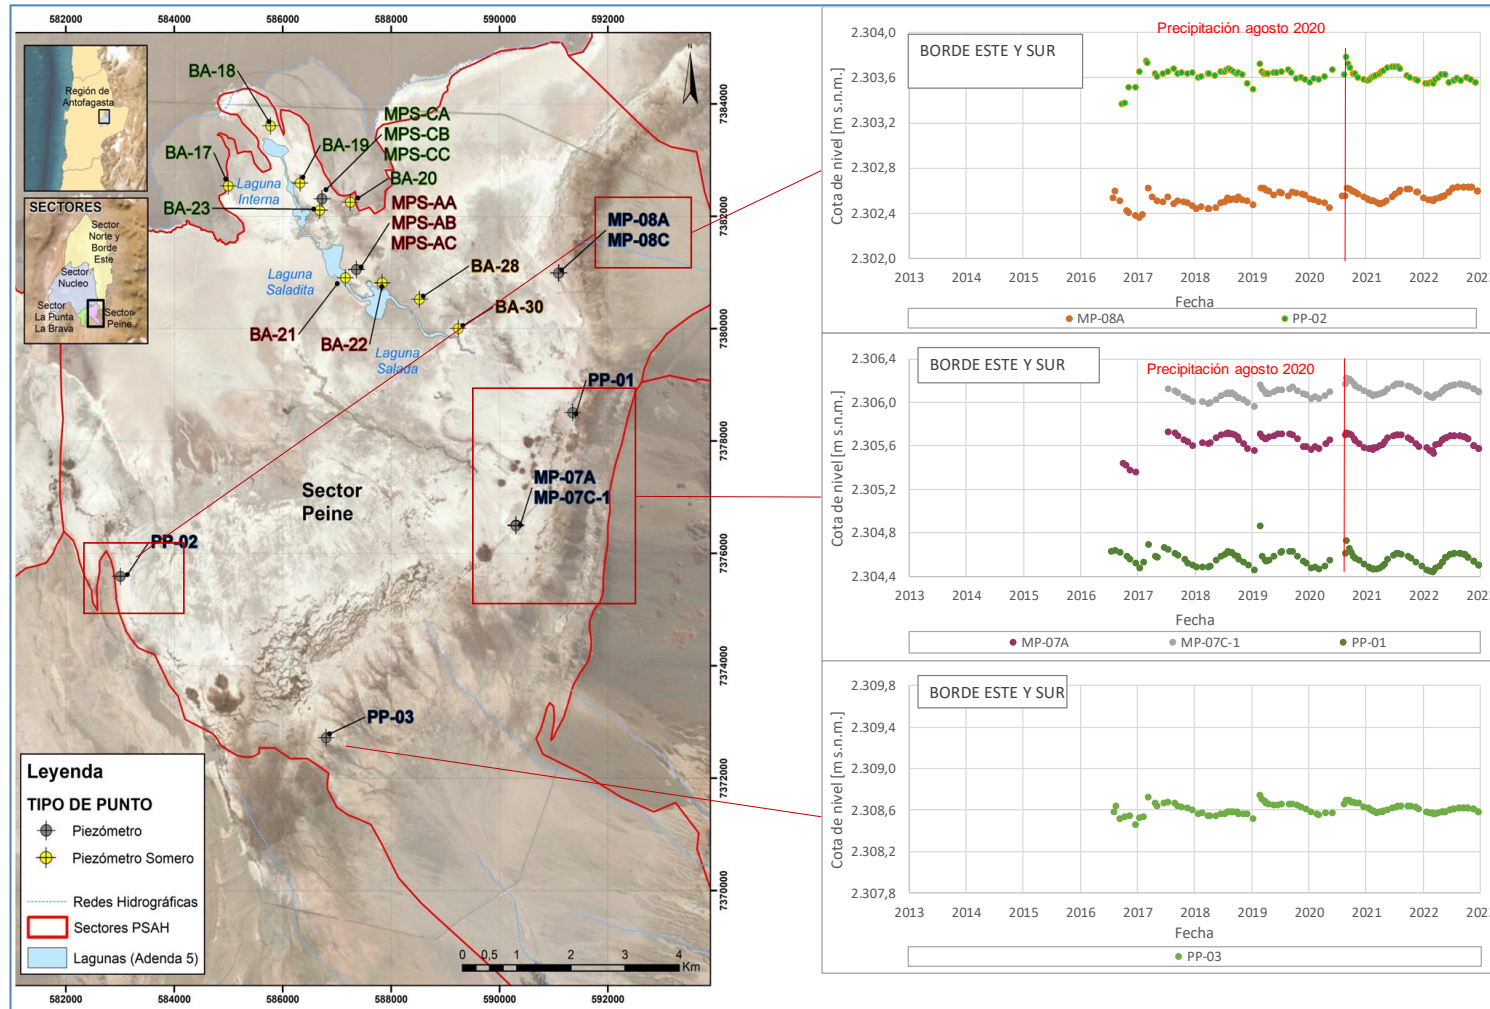 582000 584000 586000 588000 590000 592000
Región de
Antofagasta
SECTORES
Sector
Norte y
Borde
Este
Sector
Nucleo
Sector
La Punta
La Brava
Sector
Peine
N
BA-18
MPS-CA
MPS-CB
MPS-CC
BA-17
BA-19
BA-20
Laguna
Interna
BA-23
MPS-AA
MPS-AB
MPS-AC
MP-08A
MP-08C
Laguna
Saladita
BA-28
BA-30
BA-21
BA-22
Laguna
Salada
PP-01
Sector
Peine
MP-07A
MP-07C-1
PP-02
PP-03
7384000
7382000
7380000
7378000
7376000
7374000
7372000
7370000
Leyenda
TIPO DE PUNTO
Piezómetro
Piezómetro Somero
Redes Hidrográficas
Sectores PSAH
Lagunas (Adenda 5)
0 0,5 1 2 3 4
Km
582000 584000 586000 588000 590000 592000
Precipitación agosto 2020
BORDE ESTE Y SUR
Cota de nivel [m s.n.m.]
2.304,0
2.303,6
2.303,2
2.302,8
2.302,4
2.302,0
2013 2014 2015 2016 2017 2018 2019 2020 2021 2022 2023
Fecha
MP-08A PP-02
Precipitación agosto 2020
BORDE ESTE Y SUR
Cota de nivel [m s.n.m.]
2.306,4
2.306,0
2.305,6
2.305,2
2.304,8
2.304,4
2013 2014 2015 2016 2017 2018 2019 2020 2021 2022 2023
Fecha
MP-07A MP-07C-1 PP-01
BORDE ESTE Y SUR
Cota de nivel [m s.n.m.]
2.309,8
2.309,4
2.309,0
2.308,6
2.308,2
2.307,8
2013 2014 2015 2016 2017 2018 2019 2020 2021 2022 2023
Fecha
PP-03